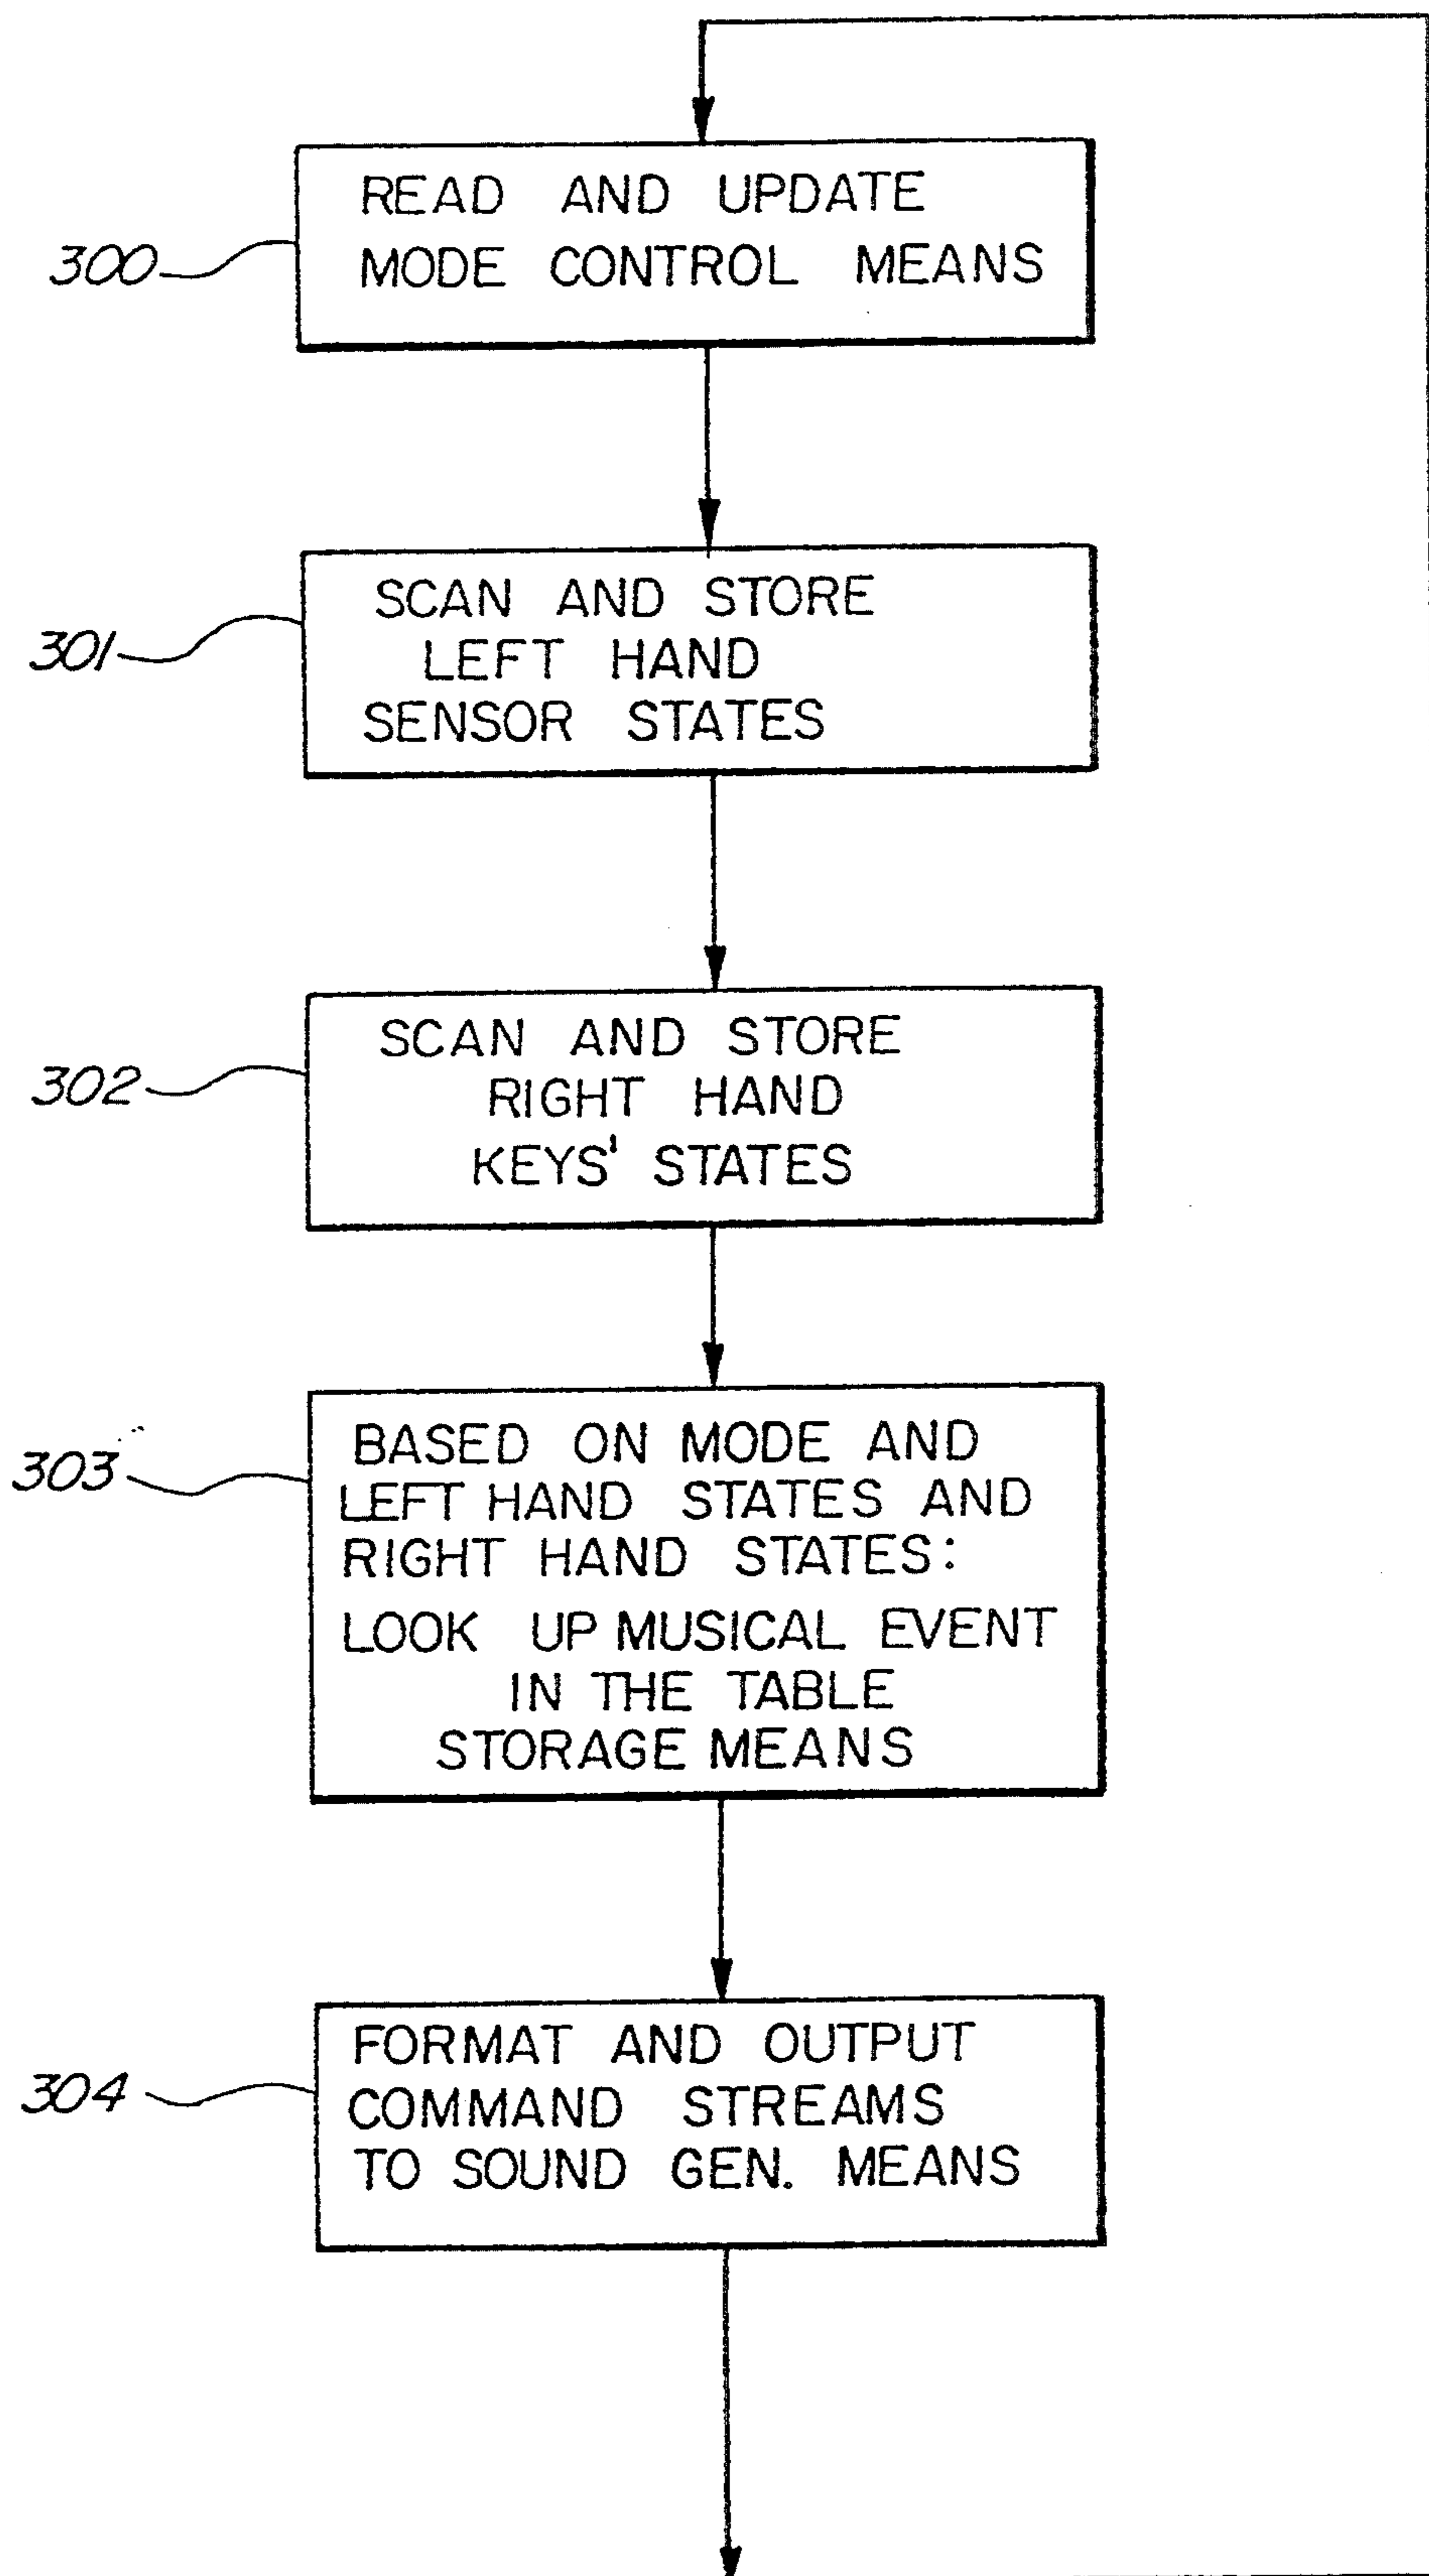 300
READ AND UPDATE
MODE CONTROL MEANS
301
SCAN AND STORE
LEFT HAND
SENSOR STATES
302
SCAN AND STORE
RIGHT HAND
KEYS' STATES
303
BASED ON MODE AND
LEFT HAND STATES AND
RIGHT HAND STATES:
LOOK UP MUSICAL EVENT
IN THE TABLE
STORAGE MEANS
304
FORMAT AND OUTPUT
COMMAND STREAMS
TO SOUND GEN. MEANS